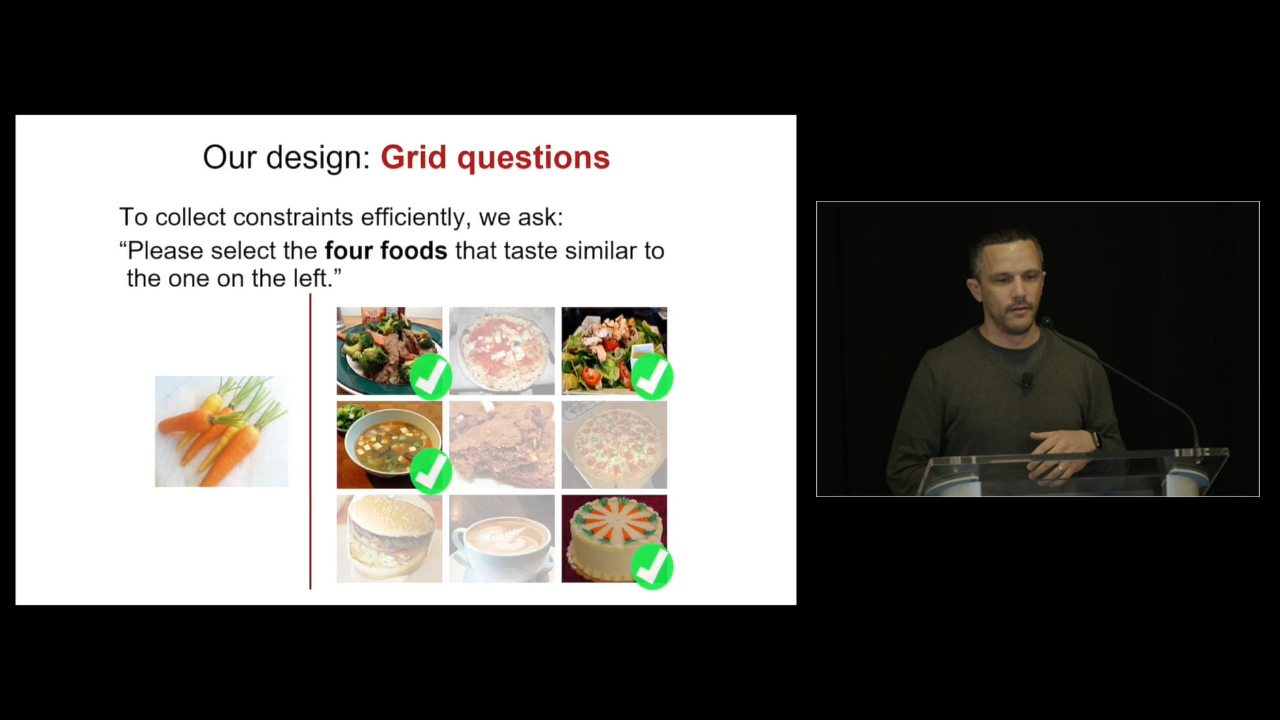 Our design: Grid questions
To collect constraints efficiently, we ask:
“Please select the four foods that taste similar to
the one on the left.”